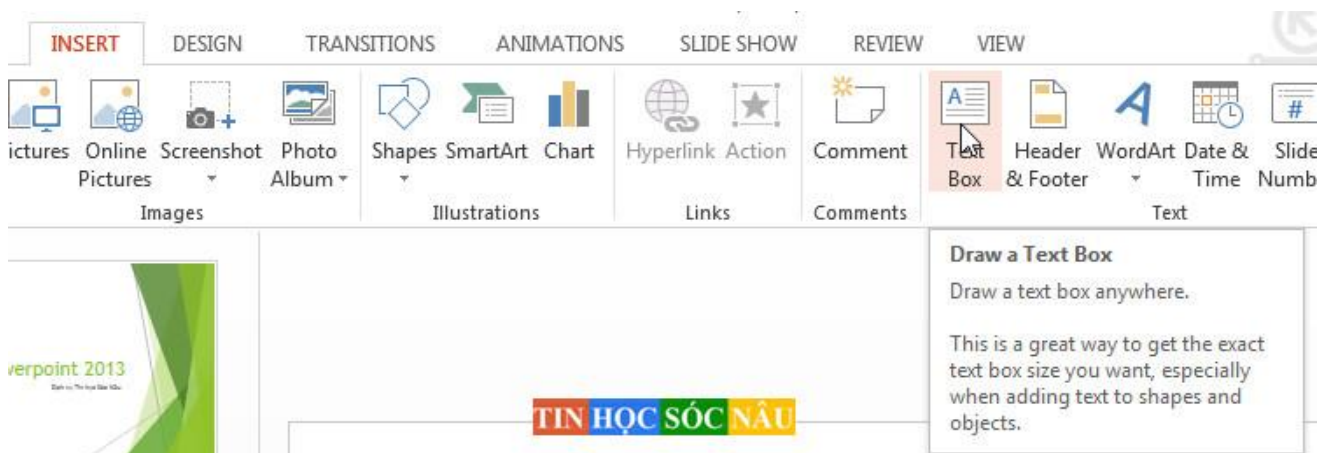 INSERT DESIGN TRANSITIONS ANIMATIONS SLIDE SHOW REVIEW VIEW
ictures Online Screenshot Photo Shapes SmartArt Chart Hyperlink Action Comment Text Header WordArt Date & Slide
Pictures Album Box & Footer Time Numb
Images Illustrations Links Comments Text
Draw a Text Box
Draw a text box anywhere.
This is a great way to get the exact
text box size you want, especially
when adding text to shapes and
objects.
verpoint 2013
TIN HỌC SÓC NÂU